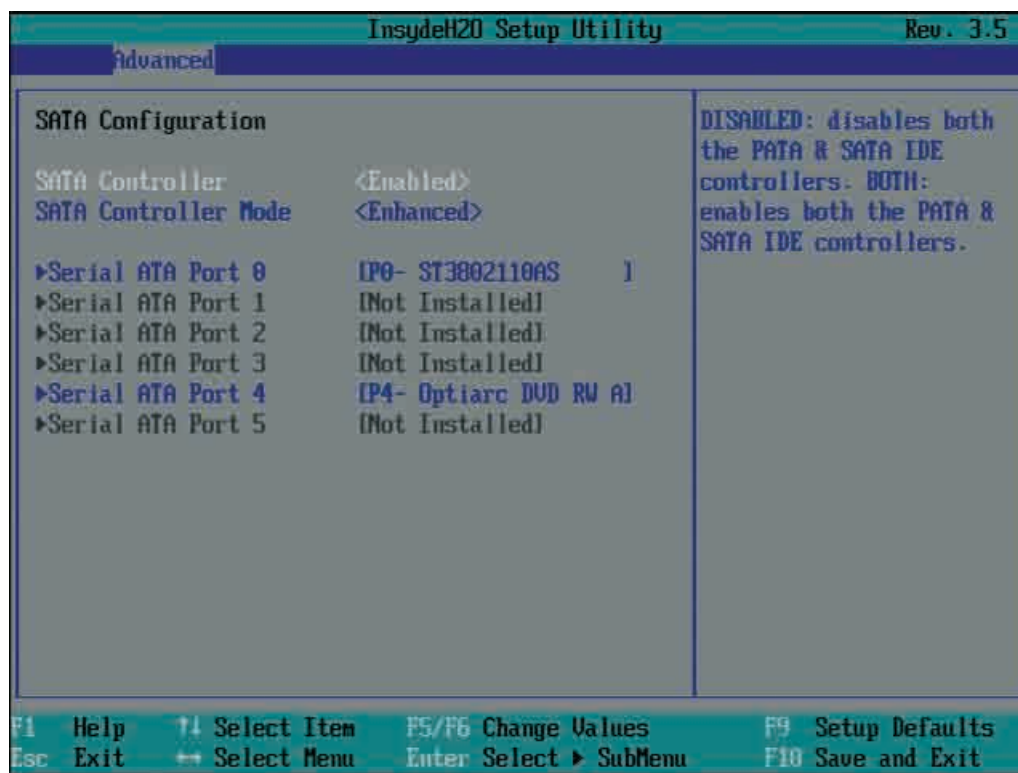 InsydeH2O Setup Utility Rev. 3.5
Advanced
SATA Configuration
SATA Controller <Enabled>
SATA Controller Mode <Enhanced>
▶Serial ATA Port 0 [P0- ST3802110AS ]
▶Serial ATA Port 1 [Not Installed]
▶Serial ATA Port 2 [Not Installed]
▶Serial ATA Port 3 [Not Installed]
▶Serial ATA Port 4 [P4- Optiarc DVD RW A]
▶Serial ATA Port 5 [Not Installed]
DISABLED: disables both
the PATA & SATA IDE
controllers. BOTH:
enables both the PATA &
SATA IDE controllers.
F1 Help ↑↓ Select Item F5/F6 Change Values F9 Setup Defaults
Esc Exit ↔ Select Menu Enter Select ▶ SubMenu F10 Save and Exit